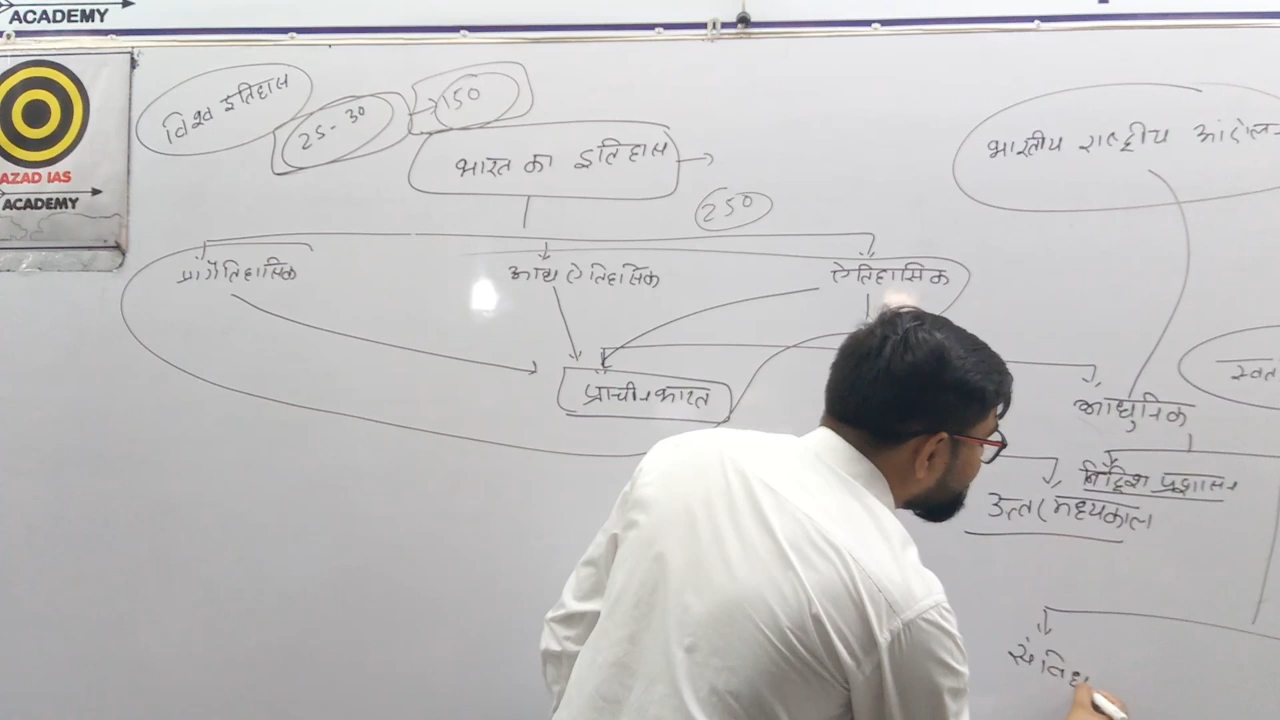 ACADEMY
AZAD IAS
ACADEMY
विश्व इतिहास
25-30
150
भारत का इतिहास
भारतीय राष्ट्रीय
250
प्रागैतिहासिक
आद्य ऐतिहासिक
ऐतिहासिक
प्राचीन भारत
आधुनिक
ब्रिटिश प्रशासन
उत्तर मध्यकाल